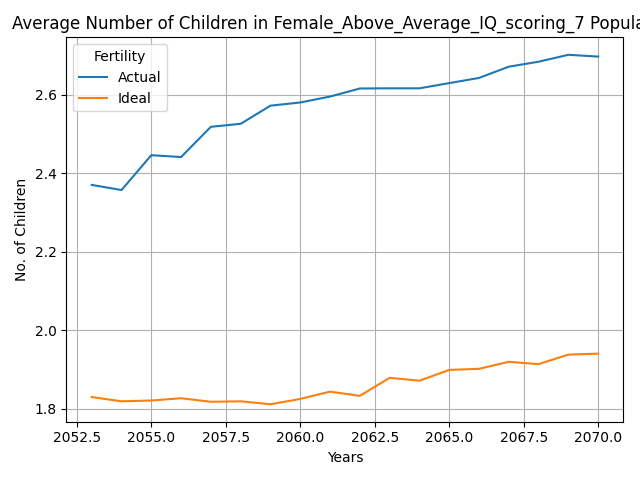 Average Number of Children in Female_Above_Average_IQ_scoring_7 Popula
Fertility
Actual
Ideal
2.6
2.4
2.2
2.0
1.8
No. of Children
2052.5 2055.0 2057.5 2060.0 2062.5 2065.0 2067.5 2070.0
Years